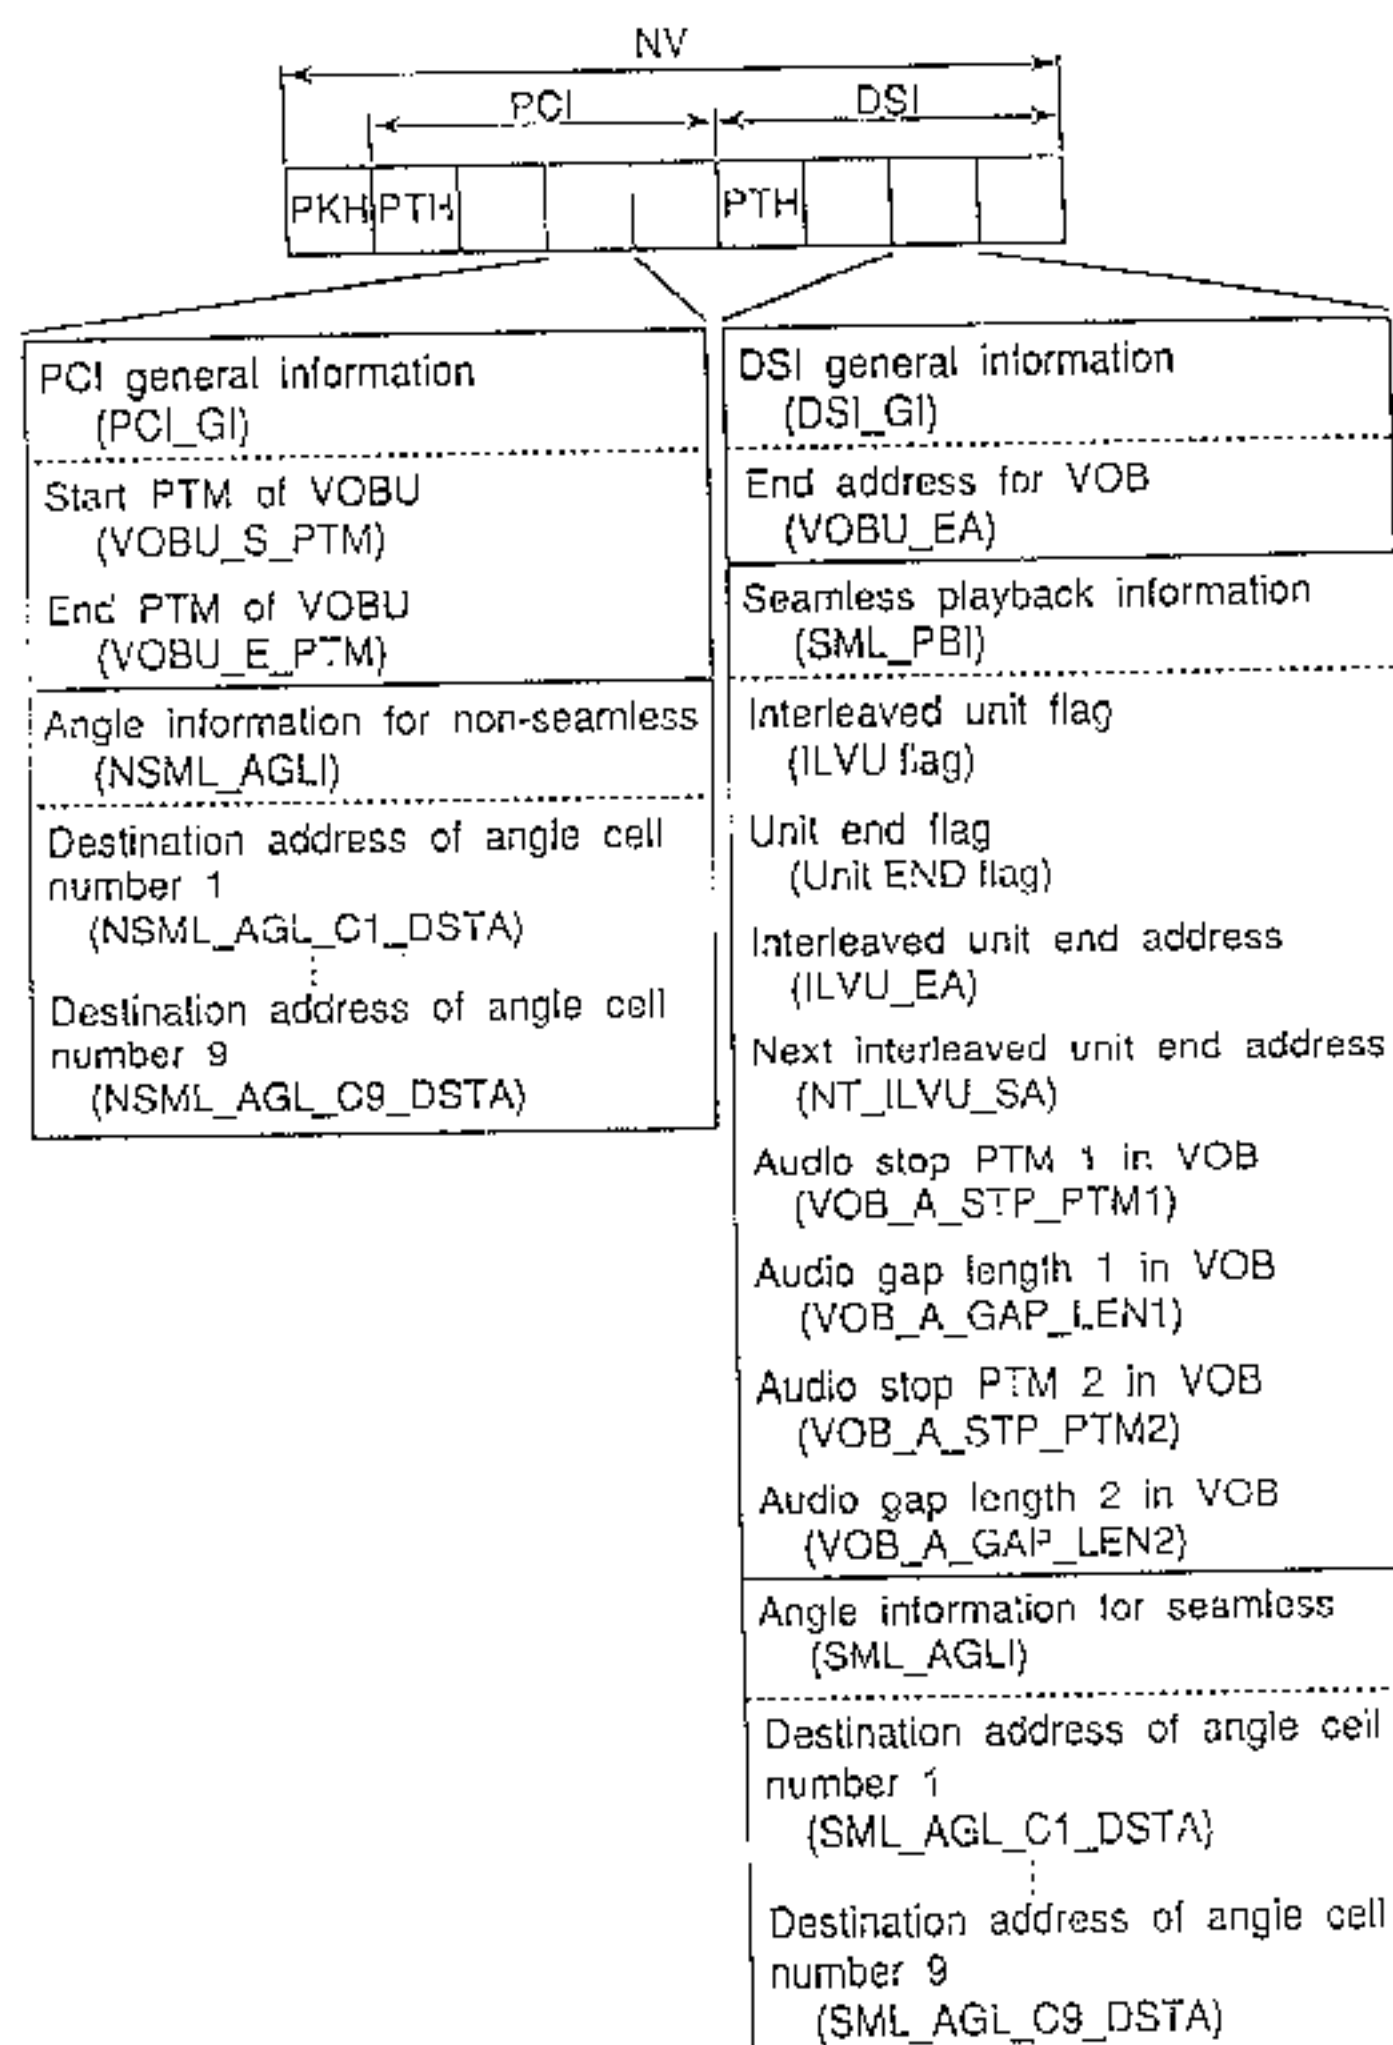 NV
PCI DSI
PKH PTH PTH
PCI general information
(PCI_GI)
Start PTM of VOBU
(VOBU_S_PTM)
End PTM of VOBU
(VOBU_E_PTM)
Angle information for non-seamless
(NSML_AGLI)
Destination address of angle cell
number 1
(NSML_AGL_C1_DSTA)
Destination address of angle cell
number 9
(NSML_AGL_C9_DSTA)
DSI general information
(DSI_GI)
End address for VOB
(VOBU_EA)
Seamless playback information
(SML_PBI)
Interleaved unit flag
(ILVU flag)
Unit end flag
(Unit END flag)
Interleaved unit end address
(ILVU_EA)
Next interleaved unit end address
(NT_ILVU_SA)
Audio stop PTM 1 in VOB
(VOB_A_STP_PTM1)
Audio gap length 1 in VOB
(VOB_A_GAP_LEN1)
Audio stop PTM 2 in VOB
(VOB_A_STP_PTM2)
Audio gap length 2 in VOB
(VOB_A_GAP_LEN2)
Angle information for seamless
(SML_AGLI)
Destination address of angle cell
number 1
(SML_AGL_C1_DSTA)
Destination address of angle cell
number 9
(SML_AGL_C9_DSTA)